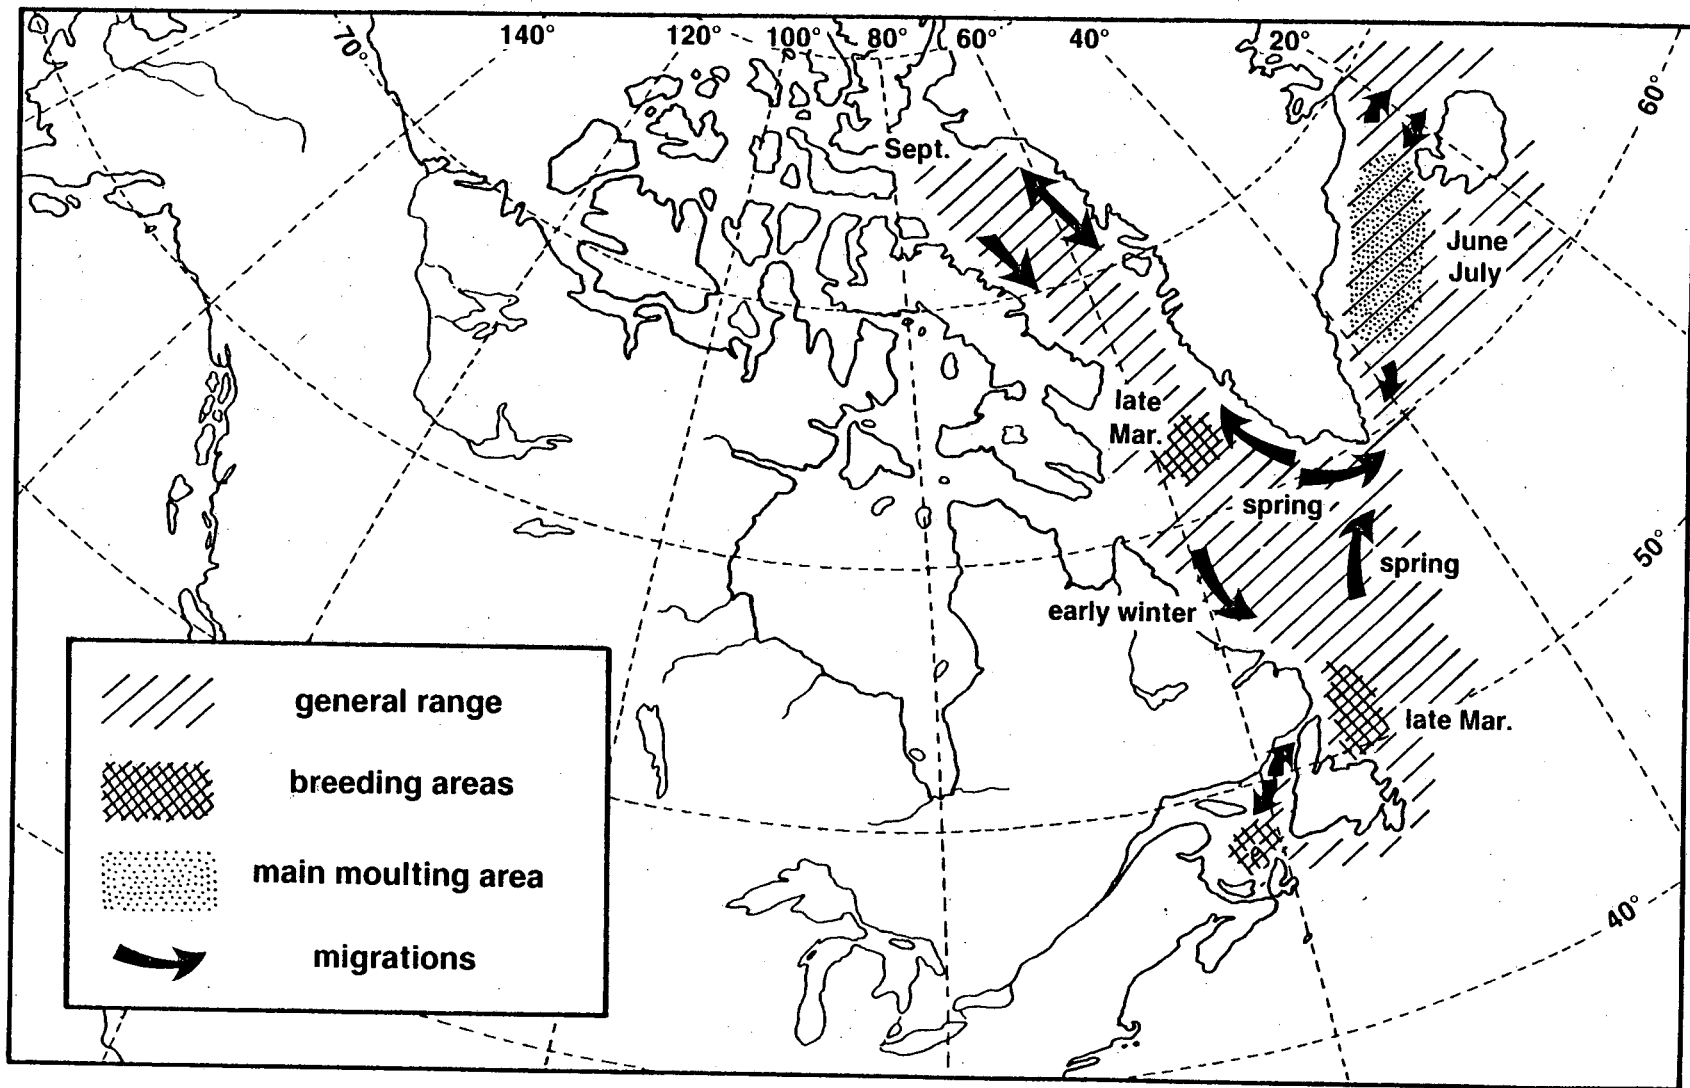 70°
140°
120°
100°
80°
60°
40°
20°
60°
Sept.
June
July
late
Mar.
spring
spring
50°
early winter
late Mar.
general range
breeding areas
main moulting area
migrations
40°